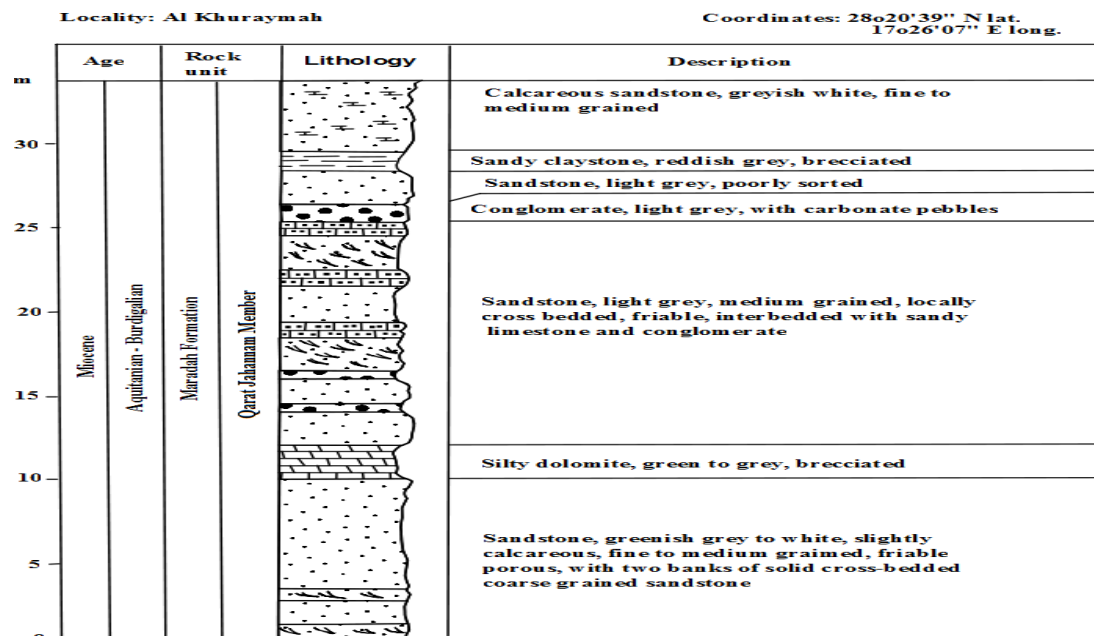 Locality: Al Khuraymah
Coordinates: 28o20'39" N lat.
17o26'07" E long.
Age
Rock unit
Lithology
Description
m
30
25
20
15
10
5
0
Miocene
Aquitanian - Burdigalian
Maradah Formation
Qarat Jahannam Member
Calcareous sandstone, greyish white, fine to
medium grained
Sandy claystone, reddish grey, brecciated
Sandstone, light grey, poorly sorted
Conglomerate, light grey, with carbonate pebbles
Sandstone, light grey, medium grained, locally
cross bedded, friable, interbedded with sandy
limestone and conglomerate
Silty dolomite, green to grey, brecciated
Sandstone, greenish grey to white, slightly
calcareous, fine to medium graimed, friable
porous, with two banks of solid cross-bedded
coarse grained sandstone